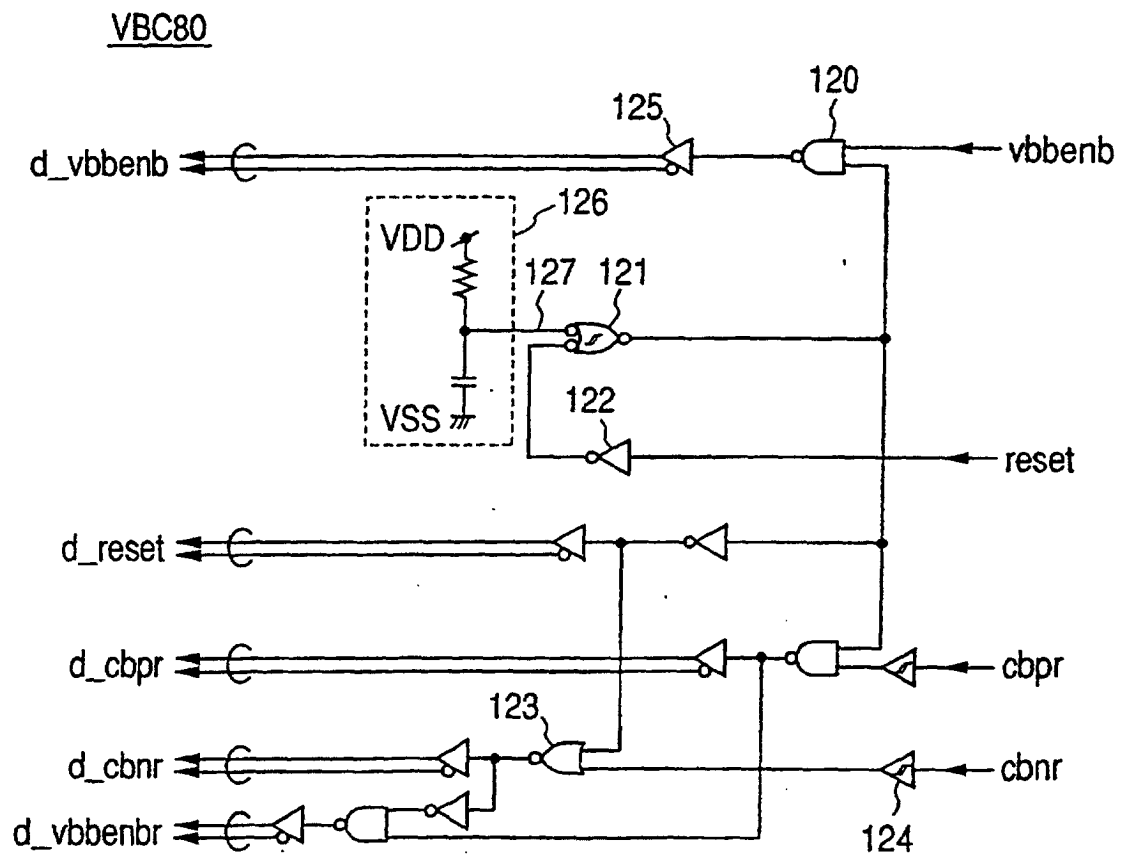 VBC80
120
125
d_vbbenb
vbbenb
126
VDD
127
121
VSS
122
reset
d_reset
d_cbpr
cbpr
123
d_cbnr
cbnr
d_vbbenbr
124